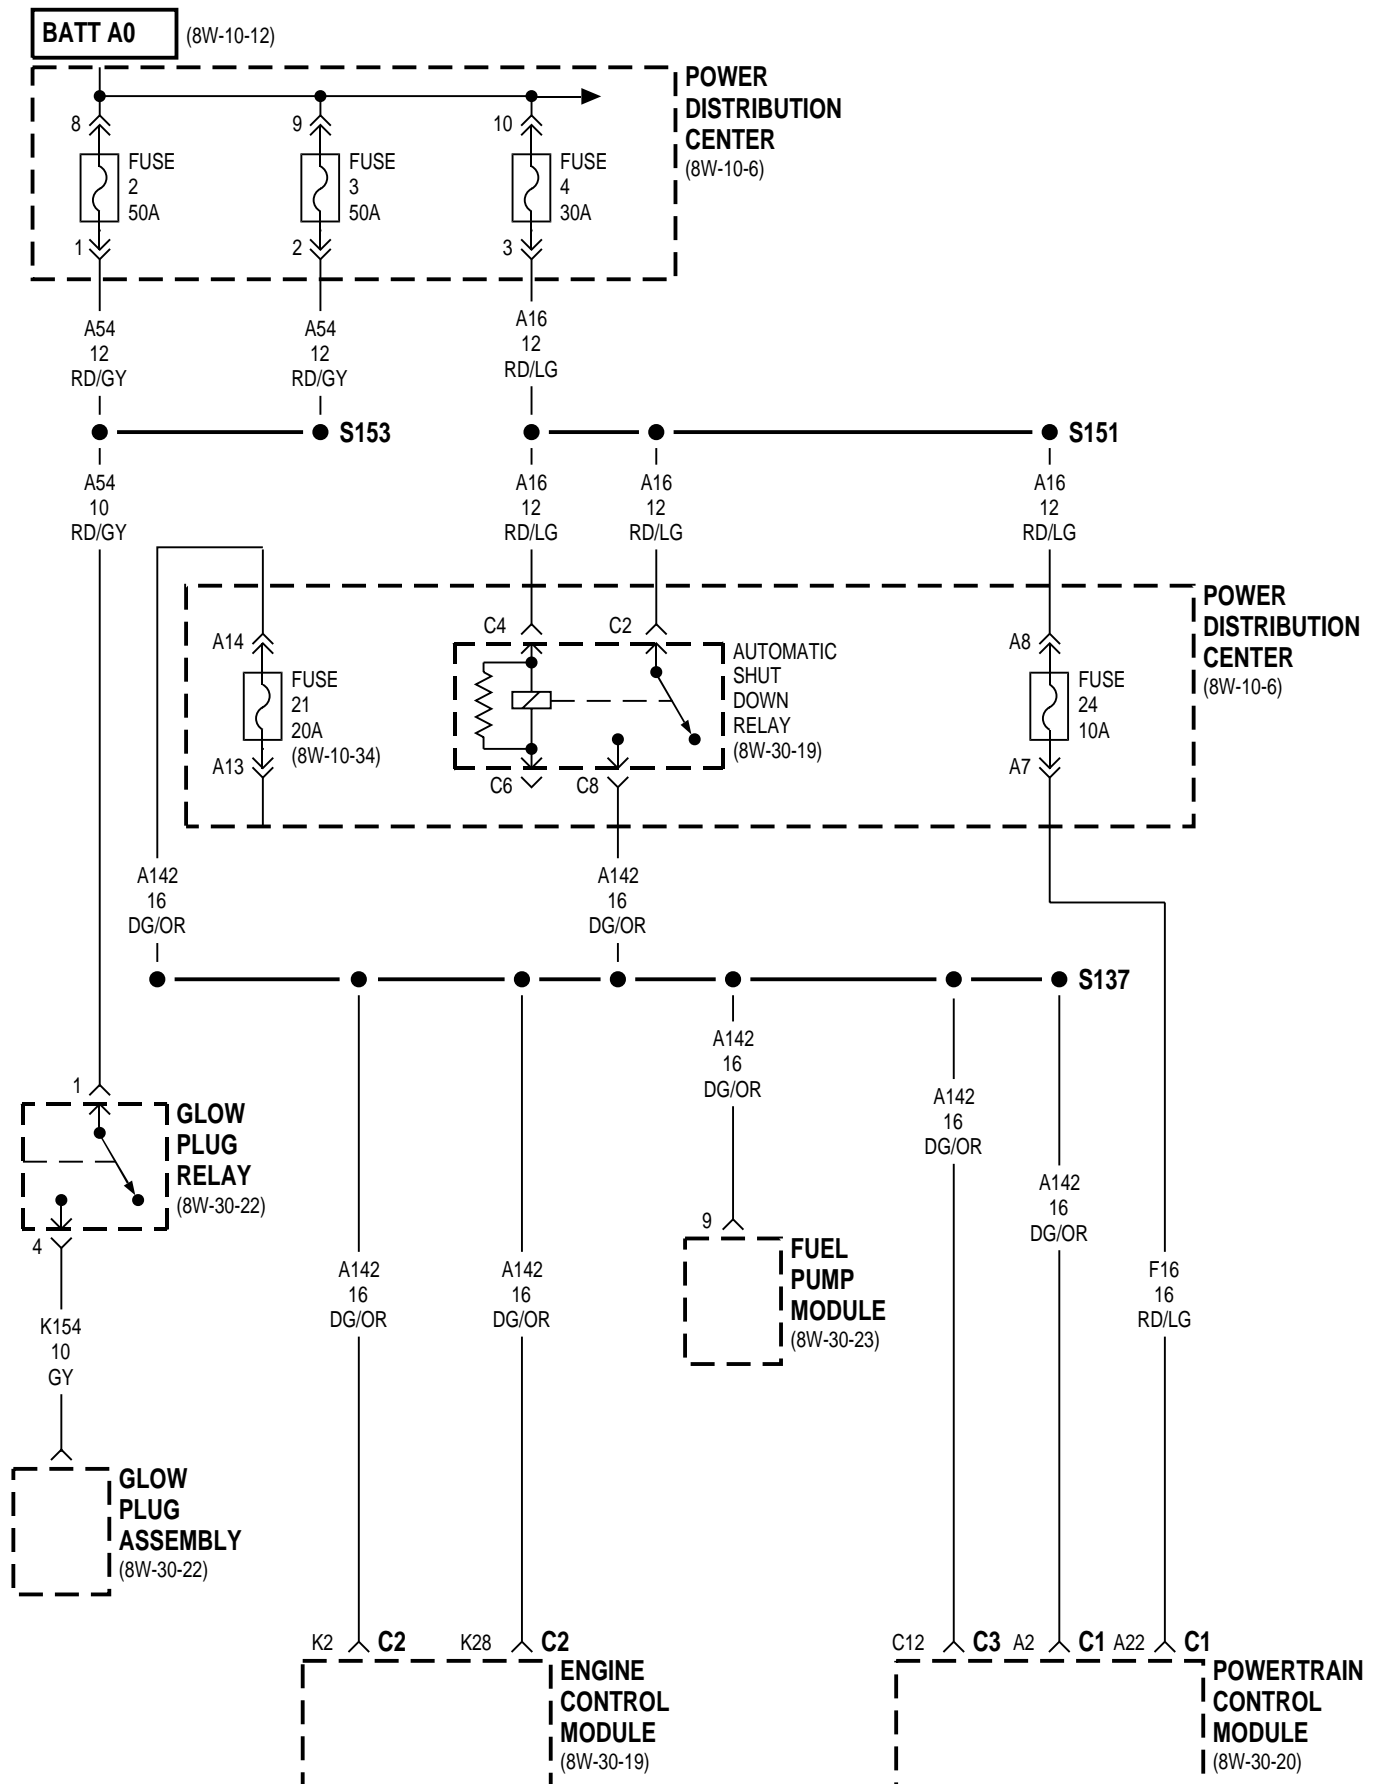 BATT A0
(8W-10-12)
POWER
DISTRIBUTION
CENTER
(8W-10-6)
8
9
10
FUSE
2
50A
FUSE
3
50A
FUSE
4
30A
1
2
3
A54
12
RD/GY
A54
12
RD/GY
A16
12
RD/LG
S153
S151
A54
10
RD/GY
A16
12
RD/LG
A16
12
RD/LG
A16
12
RD/LG
POWER
DISTRIBUTION
CENTER
(8W-10-6)
A14
FUSE
21
20A
(8W-10-34)
A13
C4
C2
AUTOMATIC
SHUT
DOWN
RELAY
(8W-30-19)
C6
C8
A8
FUSE
24
10A
A7
A142
16
DG/OR
A142
16
DG/OR
S137
A142
16
DG/OR
A142
16
DG/OR
A142
16
DG/OR
1
GLOW
PLUG
RELAY
(8W-30-22)
4
9
FUEL
PUMP
MODULE
(8W-30-23)
A142
16
DG/OR
A142
16
DG/OR
F16
16
RD/LG
K154
10
GY
GLOW
PLUG
ASSEMBLY
(8W-30-22)
K2
C2
K28
C2
ENGINE
CONTROL
MODULE
(8W-30-19)
C12
C3
A2
C1
A22
C1
POWERTRAIN
CONTROL
MODULE
(8W-30-20)